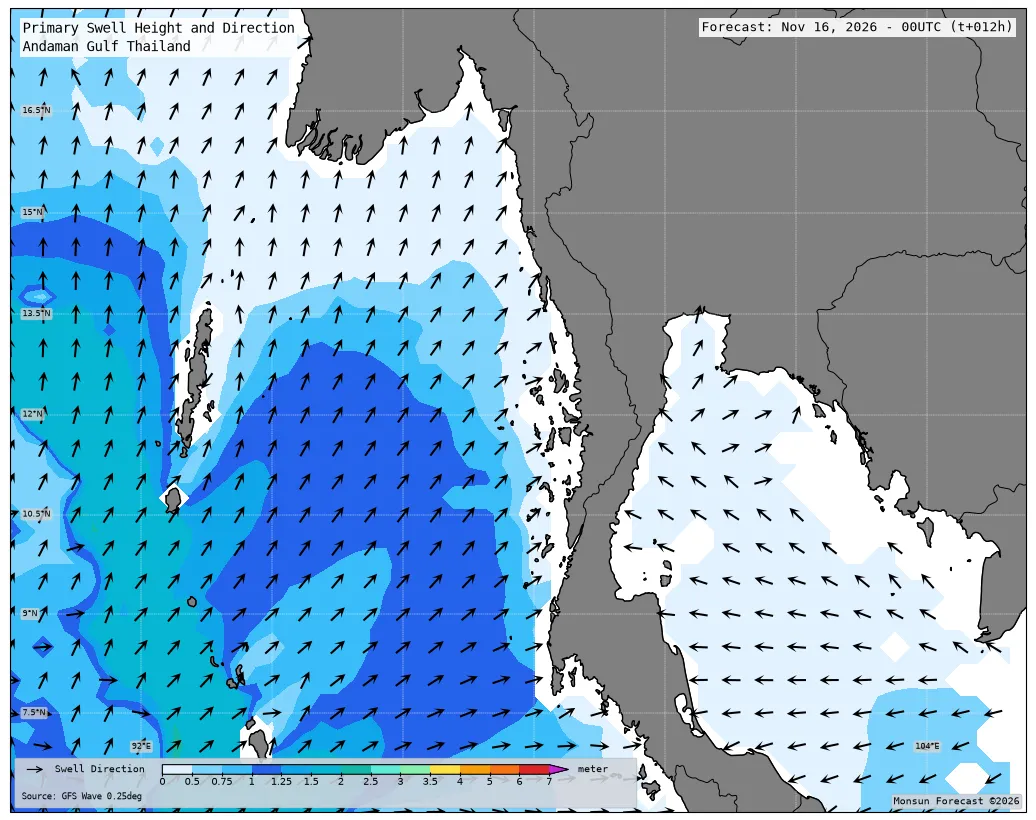 Primary Swell Height and Direction
Andaman Gulf Thailand
Forecast: Nov 16, 2026 - 00UTC (t+012h)
16.5°N
15°N
13.5°N
12°N
10.5°N
9°N
7.5°N
92°E
104°E
Swell Direction
0 0.5 0.75 1 1.25 1.5 2 2.5 3 3.5 4 5 6 7
meter
Source: GFS Wave 0.25deg
Monsun Forecast ©2026